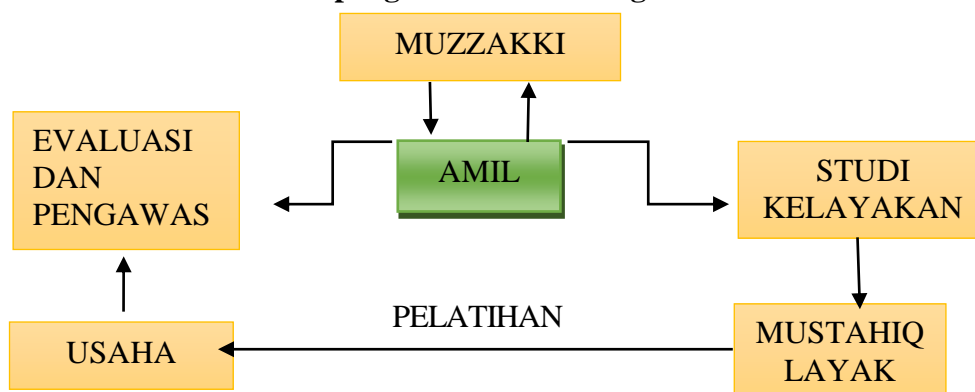 MUZZAKKI
EVALUASI
DAN
PENGAWAS
AMIL
STUDI
KELAYAKAN
PELATIHAN
USAHA
MUSTAHIQ
LAYAK